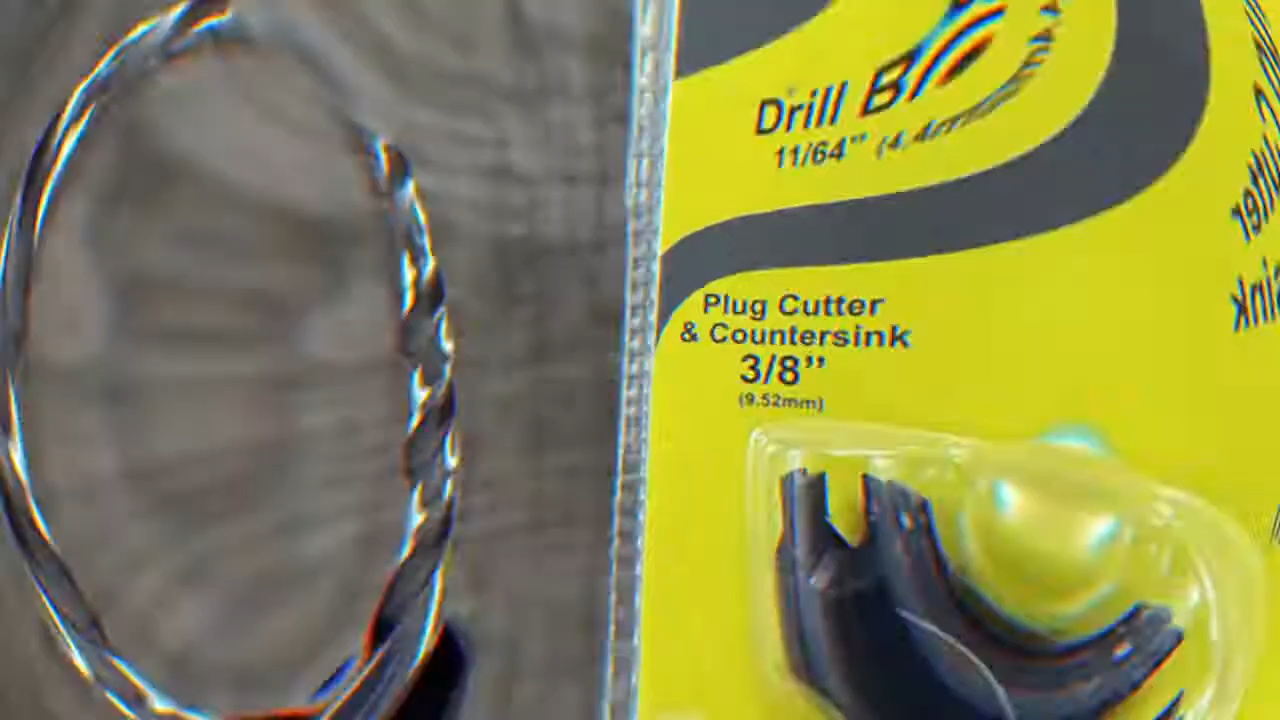 Drill
11/64”
Plug Cutter
& Countersink
3/8”
(9.52mm)